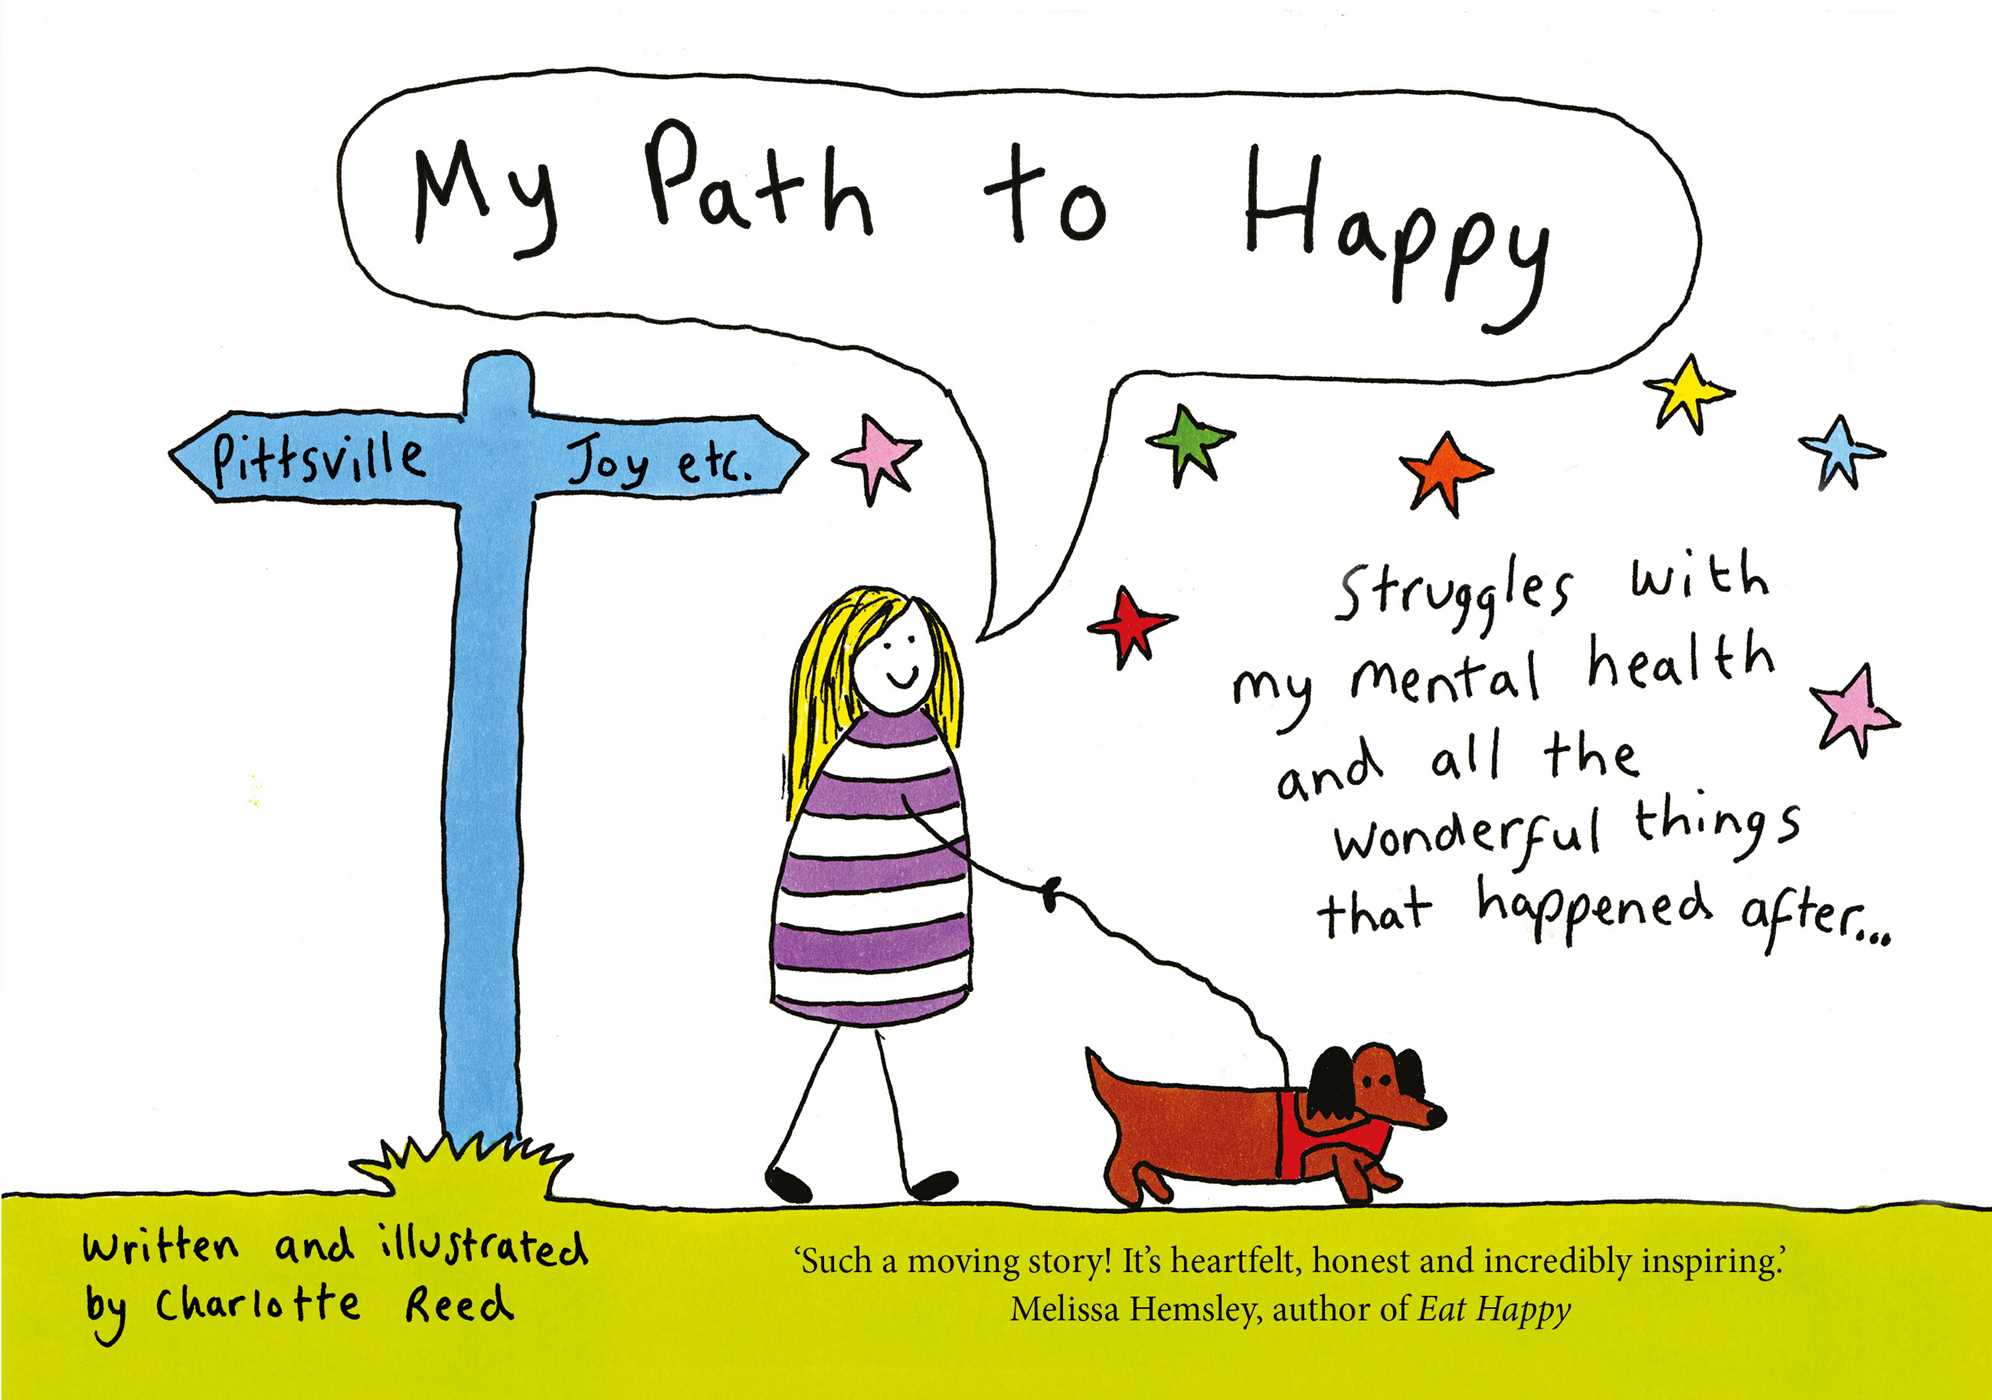 My Path to Happy
Pittsville
Joy etc.
Struggles with
my mental health
and all the
wonderful things
that happened after...
written and illustrated
by Charlotte Reed
‘Such a moving story! It’s heartfelt, honest and incredibly inspiring.’
Melissa Hemsley, author of Eat Happy